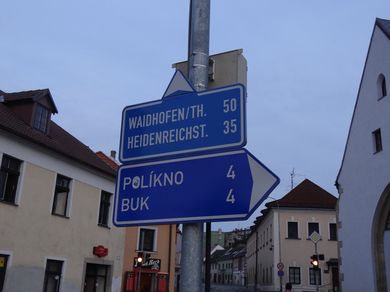 WAIDHOFEN/TH. 50
HEIDENREICHST. 35
POLÍKNO 4
BUK 4